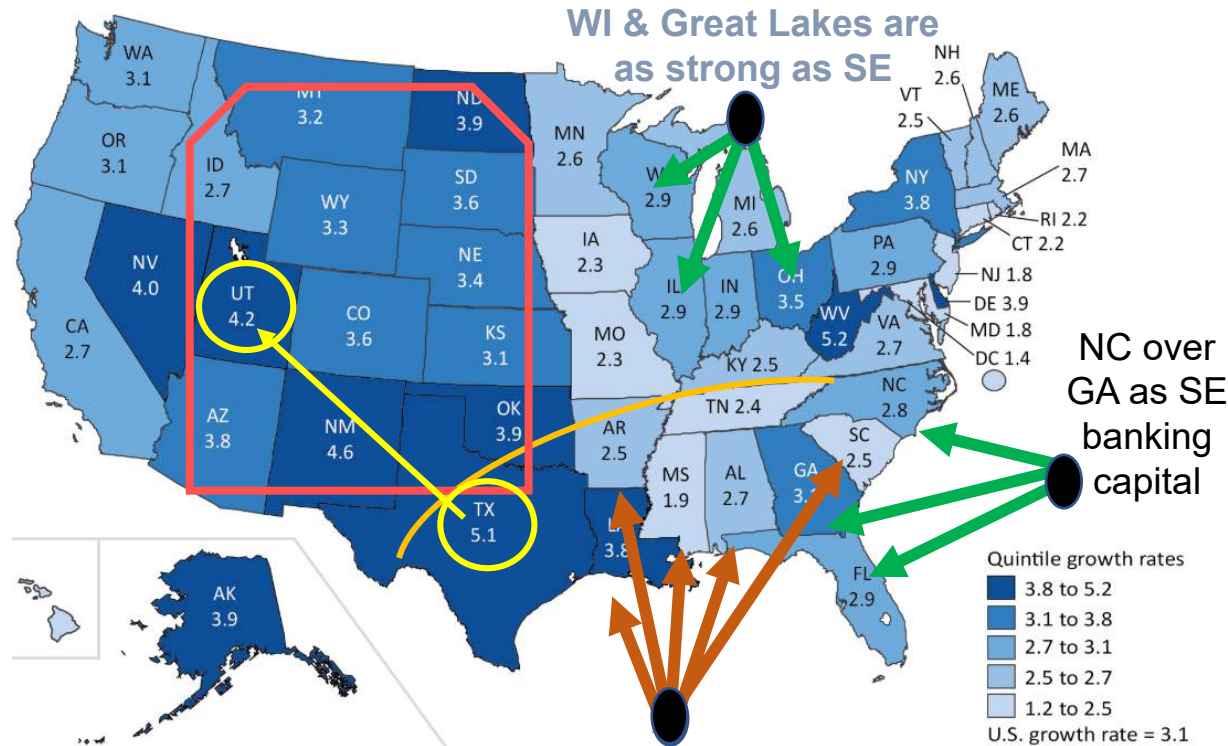 WI & Great Lakes are
as strong as SE
WA
3.1
OR
3.1
CA
2.7
NV
4.0
ID
2.7
3.2
UT
4.2
AZ
3.8
WY
3.3
CO
3.6
NM
4.6
ND
3.9
SD
3.6
NE
3.4
KS
3.1
OK
3.9
TX
5.1
MN
2.6
IA
2.3
MO
2.3
AR
2.5
3.8
2.9
MI
2.6
IL
2.9
IN
2.9
OH
3.5
KY 2.5
TN 2.4
MS
1.9
AL
2.7
GA
FL
2.9
SC
2.5
NC
2.8
VA
2.7
WV
5.2
PA
2.9
NY
3.8
VT
2.5
NH
2.6
ME
2.6
MA
2.7
RI 2.2
CT 2.2
NJ 1.8
DE 3.9
MD 1.8
DC 1.4
AK
3.9
NC over
GA as SE
banking
capital
Quintile growth rates
3.8 to 5.2
3.1 to 3.8
2.7 to 3.1
2.5 to 2.7
1.2 to 2.5
U.S. growth rate = 3.1